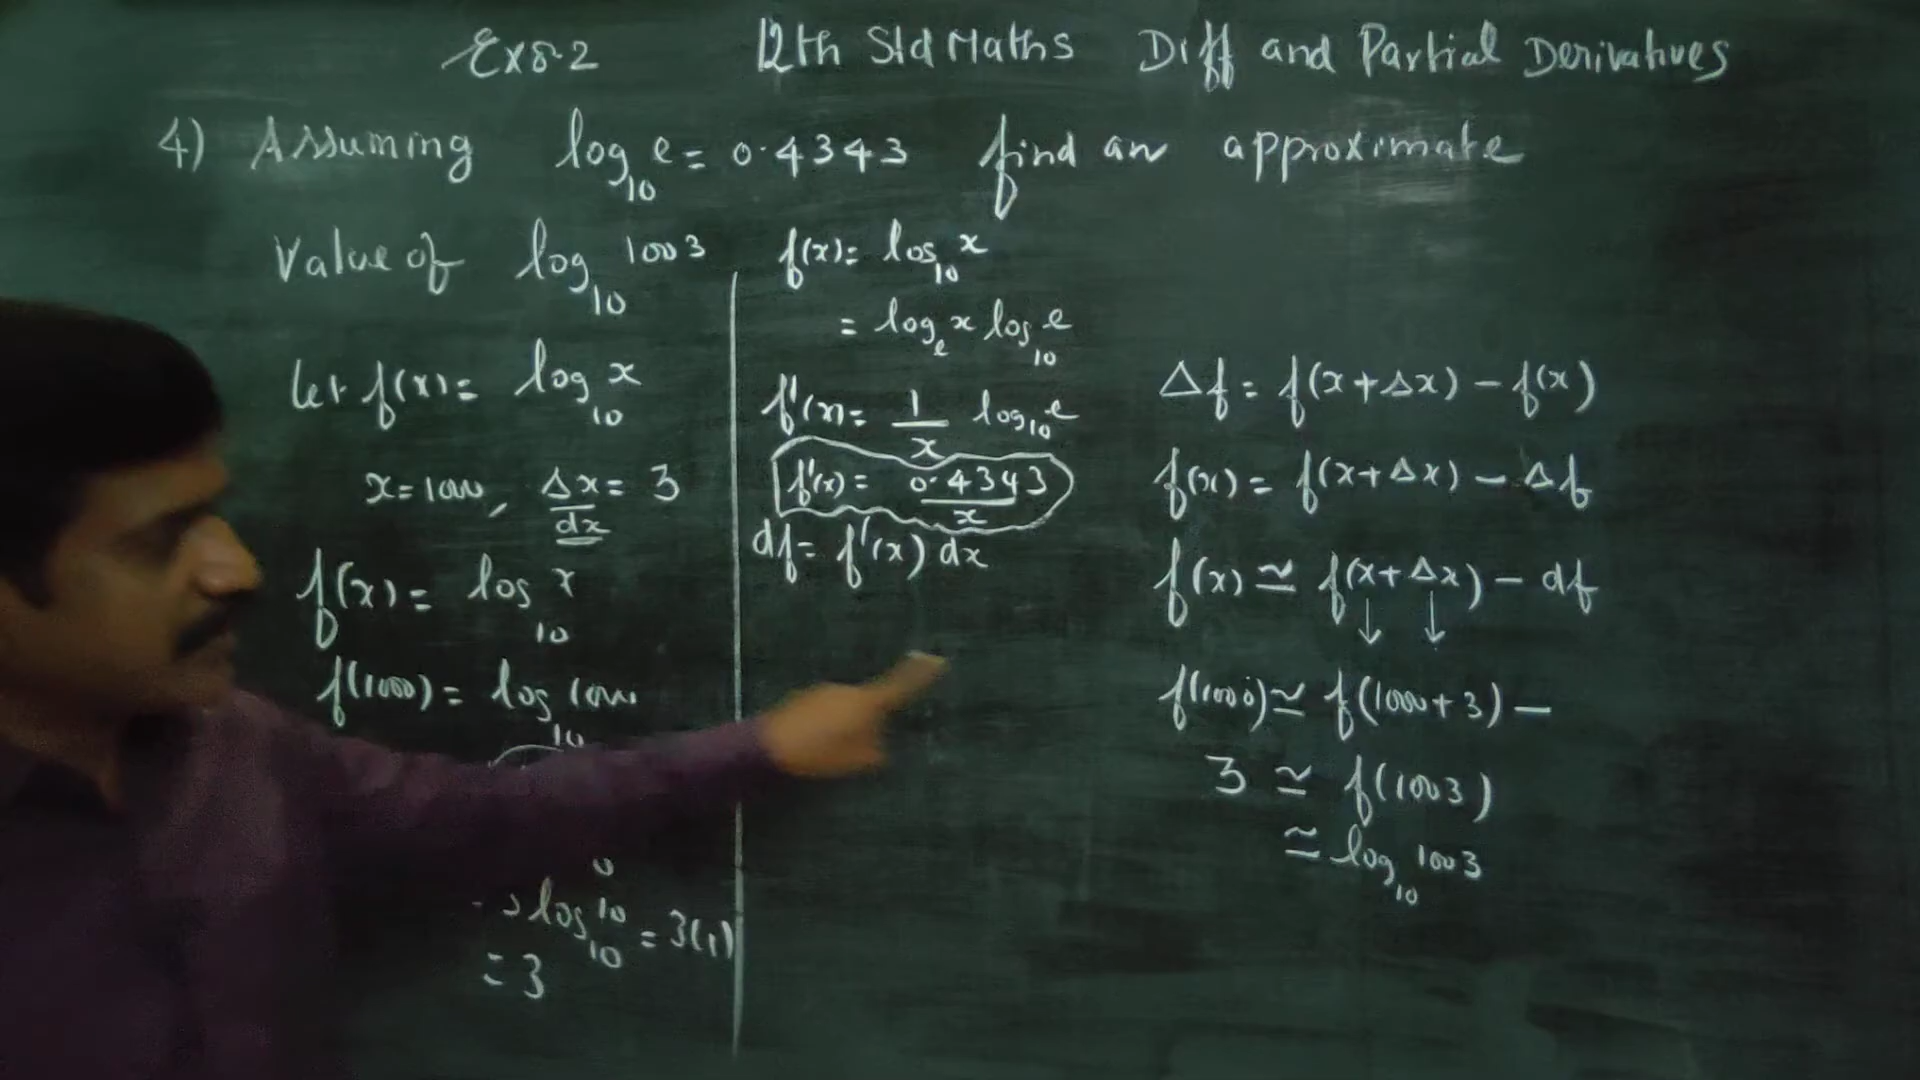 Ex 8.2 12th Std Maths Diff and Partial Derivatives
4) Assuming log₁₀ e = 0.4343 find an approximate
Value of log₁₀ 1003
let f(x) = log₁₀ x
x = 1000, Δx = 3
dx
f(x) = log₁₀ x
f(1000) = log₁₀ 1000
log₁₀ 10 = 3(1)
= 3
f(x) = log₁₀ x
= logₑ x log₁₀ e
f'(x) = 1/x log₁₀ e
f'(x) = 0.4343/x
df = f'(x) dx
Δf = f(x+Δx) − f(x)
f(x) = f(x+Δx) − Δf
f(x) ≃ f(x+Δx) − df
↓ ↓
f(1000) ≃ f(1000+3) −
3 ≃ f(1003)
≃ log₁₀ 1003